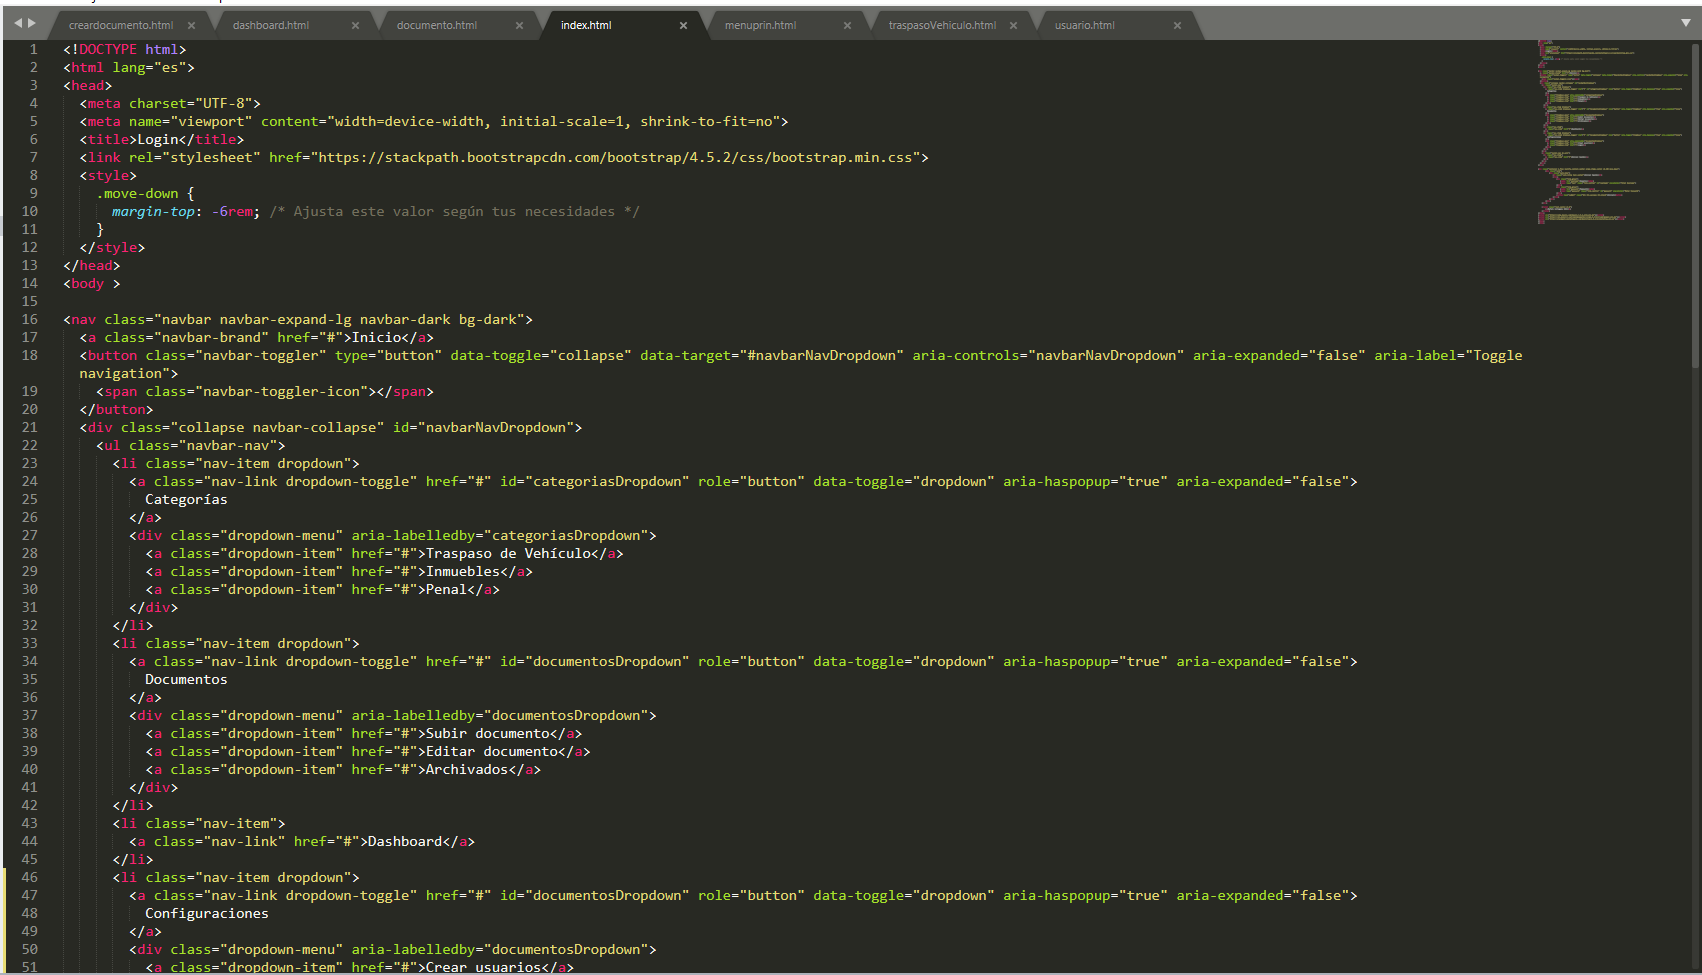 creardocumento.html × dashboard.html × documento.html × index.html × menuprin.html × traspasoVehiculo.html × usuario.html ×
1 <!DOCTYPE html>
2 <html lang="es">
3 <head>
4 <meta charset="UTF-8">
5 <meta name="viewport" content="width=device-width, initial-scale=1, shrink-to-fit=no">
6 <title>Login</title>
7 <link rel="stylesheet" href="https://stackpath.bootstrapcdn.com/bootstrap/4.5.2/css/bootstrap.min.css">
8 <style>
9 .move-down {
10 margin-top: -6rem; /* Ajusta este valor según tus necesidades */
11 }
12 </style>
13 </head>
14 <body >
15
16 <nav class="navbar navbar-expand-lg navbar-dark bg-dark">
17 <a class="navbar-brand" href="#">Inicio</a>
18 <button class="navbar-toggler" type="button" data-toggle="collapse" data-target="#navbarNavDropdown" aria-controls="navbarNavDropdown" aria-expanded="false" aria-label="Toggle
navigation">
19 <span class="navbar-toggler-icon"></span>
20 </button>
21 <div class="collapse navbar-collapse" id="navbarNavDropdown">
22 <ul class="navbar-nav">
23 <li class="nav-item dropdown">
24 <a class="nav-link dropdown-toggle" href="#" id="categoriasDropdown" role="button" data-toggle="dropdown" aria-haspopup="true" aria-expanded="false">
25 Categorías
26 </a>
27 <div class="dropdown-menu" aria-labelledby="categoriasDropdown">
28 <a class="dropdown-item" href="#">Traspaso de Vehículo</a>
29 <a class="dropdown-item" href="#">Inmuebles</a>
30 <a class="dropdown-item" href="#">Penal</a>
31 </div>
32 </li>
33 <li class="nav-item dropdown">
34 <a class="nav-link dropdown-toggle" href="#" id="documentosDropdown" role="button" data-toggle="dropdown" aria-haspopup="true" aria-expanded="false">
35 Documentos
36 </a>
37 <div class="dropdown-menu" aria-labelledby="documentosDropdown">
38 <a class="dropdown-item" href="#">Subir documento</a>
39 <a class="dropdown-item" href="#">Editar documento</a>
40 <a class="dropdown-item" href="#">Archivados</a>
41 </div>
42 </li>
43 <li class="nav-item">
44 <a class="nav-link" href="#">Dashboard</a>
45 </li>
46 <li class="nav-item dropdown">
47 <a class="nav-link dropdown-toggle" href="#" id="documentosDropdown" role="button" data-toggle="dropdown" aria-haspopup="true" aria-expanded="false">
48 Configuraciones
49 </a>
50 <div class="dropdown-menu" aria-labelledby="documentosDropdown">
51 <a class="dropdown-item" href="#">Crear usuarios</a>